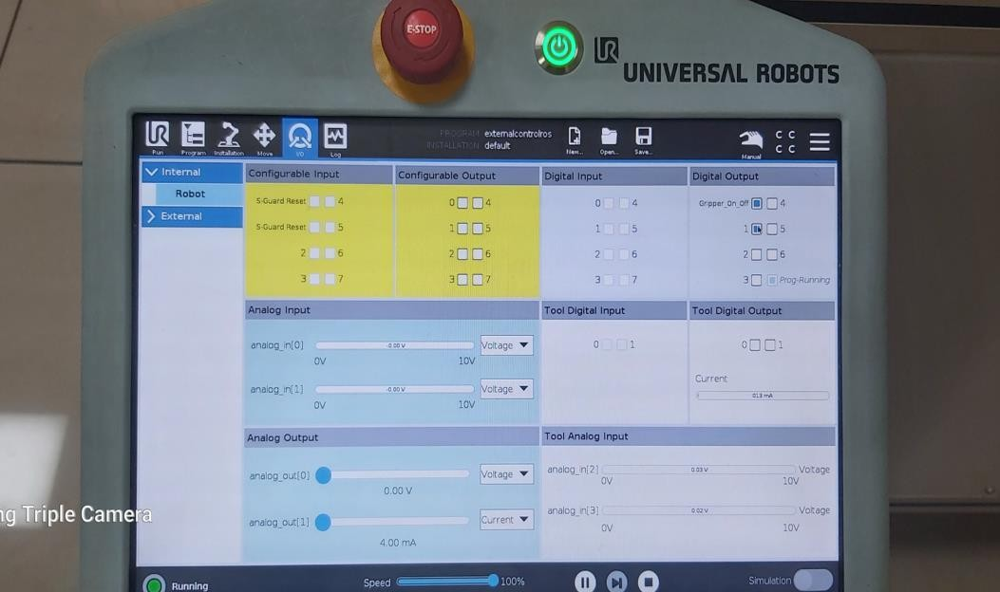 E-STOP
UR UNIVERSAL ROBOTS
Run Program Installation Move I/O Log
PROGRAM externalcontrolros
INSTALLATION default
New... Open... Save...
Manual
C C
C C
Internal
Robot
External
Configurable Input
S-Guard Reset 4
S-Guard Reset 5
2 6
3 7
Configurable Output
0 4
1 5
2 6
3 7
Digital Input
0 4
1 5
2 6
3 7
Digital Output
Gripper_On_Off 4
1 5
2 6
3 Prog-Running
Analog Input
analog_in[0] -0.00 V Voltage
0V 10V
analog_in[1] -0.00 V Voltage
0V 10V
Tool Digital Input
0 1
Tool Digital Output
0 1
Current
013 mA
Analog Output
analog_out[0] Voltage
0.00 V
analog_out[1] Current
4.00 mA
Tool Analog Input
analog_in[2] 0.03 V Voltage
0V 10V
analog_in[3] 0.02 V Voltage
0V 10V
ng Triple Camera
Running
Speed 100%
Simulation